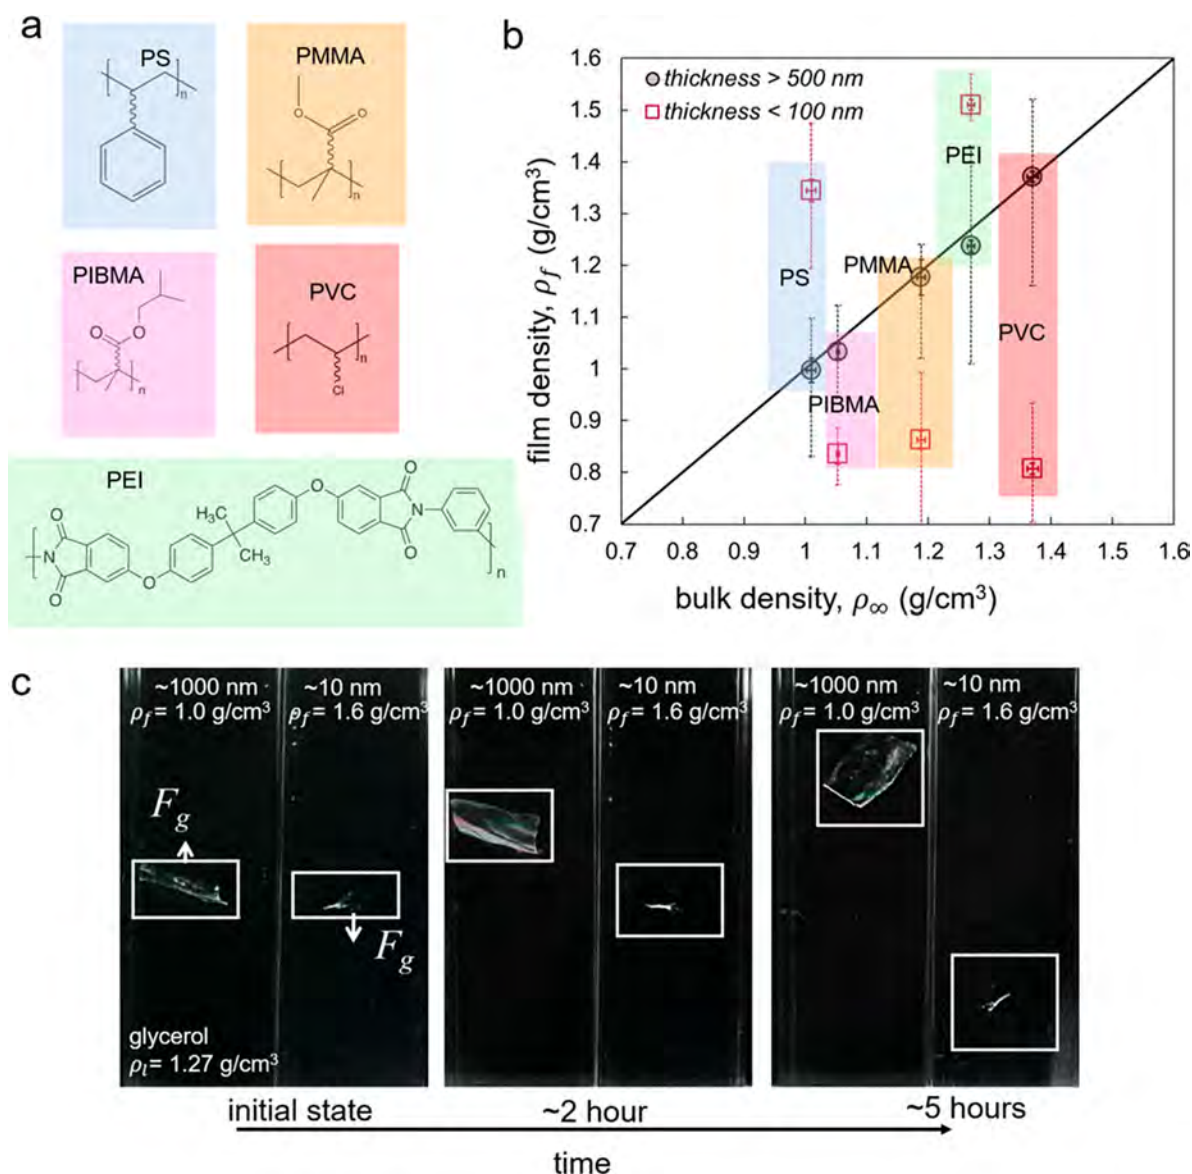 a
PS
n
PMMA
O
O
n
PIBMA
O
O
n
PVC
n
Cl
PEI
O
N
O
O
H₃C
CH₃
O
O
N
O
n
b
film density, ρf (g/cm³)
1.6
1.5
1.4
1.3
1.2
1.1
1
0.9
0.8
0.7
thickness > 500 nm
thickness < 100 nm
PEI
PS
PMMA
PVC
PIBMA
0.7 0.8 0.9 1 1.1 1.2 1.3 1.4 1.5 1.6
bulk density, ρ∞ (g/cm³)
c
~1000 nm
ρf = 1.0 g/cm³
~10 nm
ρf = 1.6 g/cm³
Fg
Fg
glycerol
ρl = 1.27 g/cm³
~1000 nm
ρf = 1.0 g/cm³
~10 nm
ρf = 1.6 g/cm³
~1000 nm
ρf = 1.0 g/cm³
~10 nm
ρf = 1.6 g/cm³
initial state
~2 hour
~5 hours
time